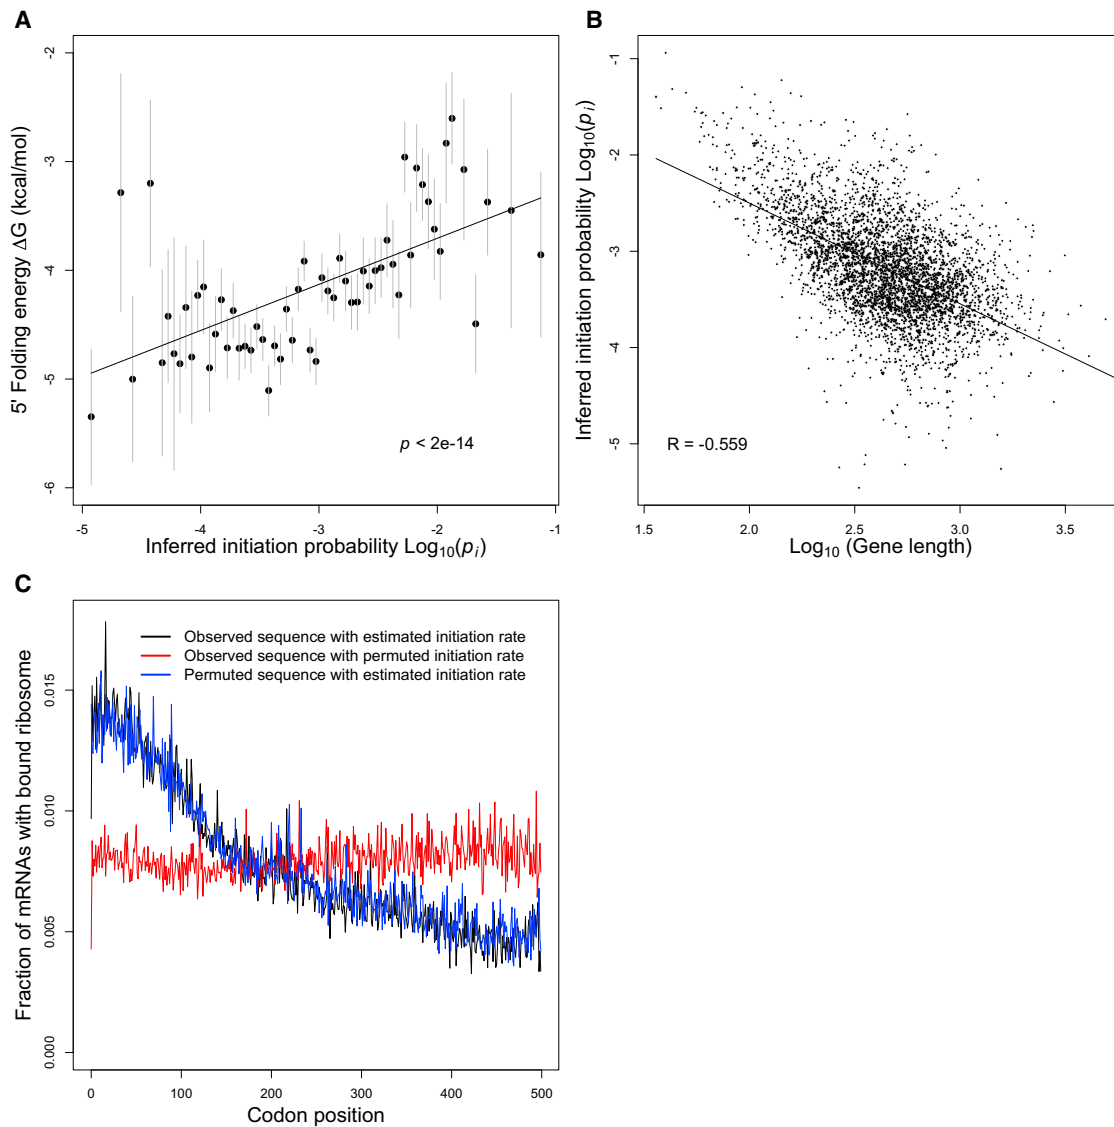 A
5' Folding energy ΔG (kcal/mol)
-2
-3
-4
-5
-6
p < 2e-14
-5 -4 -3 -2 -1
Inferred initiation probability Log10(pi)
B
Inferred initiation probability Log10(pi)
-1
-2
-3
-4
-5
R = -0.559
1.5 2.0 2.5 3.0 3.5
Log10 (Gene length)
C
Fraction of mRNAs with bound ribosome
0.015
0.010
0.005
0.000
Observed sequence with estimated initiation rate
Observed sequence with permuted initiation rate
Permuted sequence with estimated initiation rate
0 100 200 300 400 500
Codon position